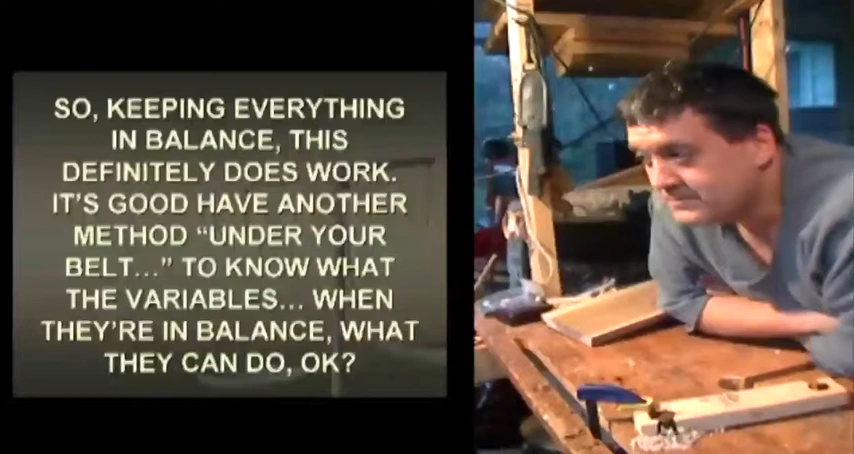 SO, KEEPING EVERYTHING
IN BALANCE, THIS
DEFINITELY DOES WORK.
IT'S GOOD HAVE ANOTHER
METHOD “UNDER YOUR
BELT...” TO KNOW WHAT
THE VARIABLES... WHEN
THEY'RE IN BALANCE, WHAT
THEY CAN DO, OK?